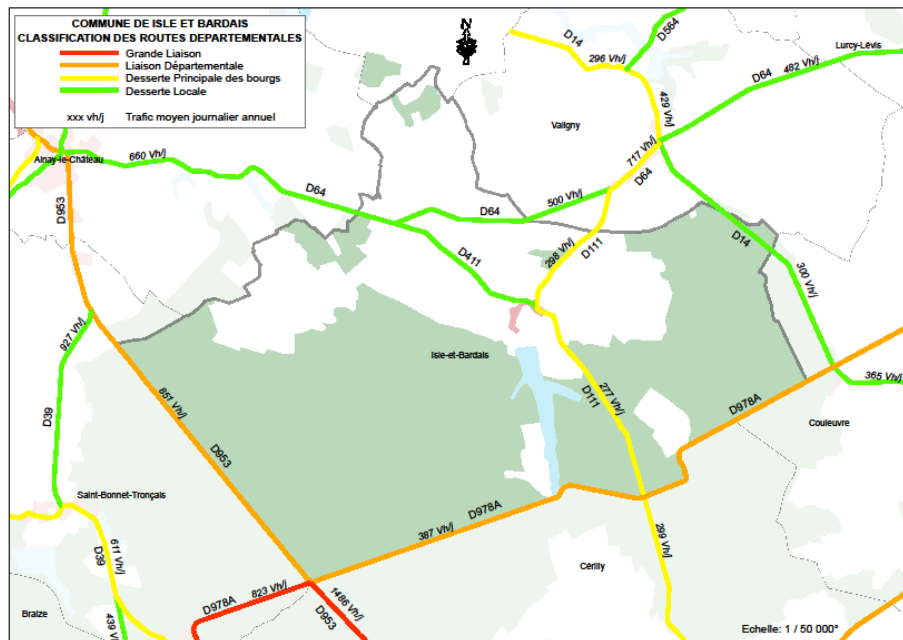 COMMUNE DE ISLE ET BARDAIS
CLASSIFICATION DES ROUTES DEPARTEMENTALES
Grande Liaison
Liaison Départementale
Desserte Principale des bourgs
Desserte Locale
xxx vh/j Trafic moyen journalier annuel
N
D14
D564
296 Vh/j
Lurcy-Lévis
482 Vh/j
D64
429 Vh/j
Valigny
717 Vh/j
D64
Ainay-le-Château
660 Vh/j
D64
500 Vh/j
D64
D953
D411
298 Vh/j
D111
D14
300 Vh/j
927 Vh/j
Isle-et-Bardais
851 Vh/j
277 Vh/j
D111
365 Vh/j
D978A
D39
D953
Couleuvre
Saint-Bonnet-Tronçais
D978A
387 Vh/j
299 Vh/j
611 Vh/j
D39
Cérilly
823 Vh/j
D978A
1486 Vh/j
D953
Braize
439 Vh/j
Echelle: 1 / 50 000°